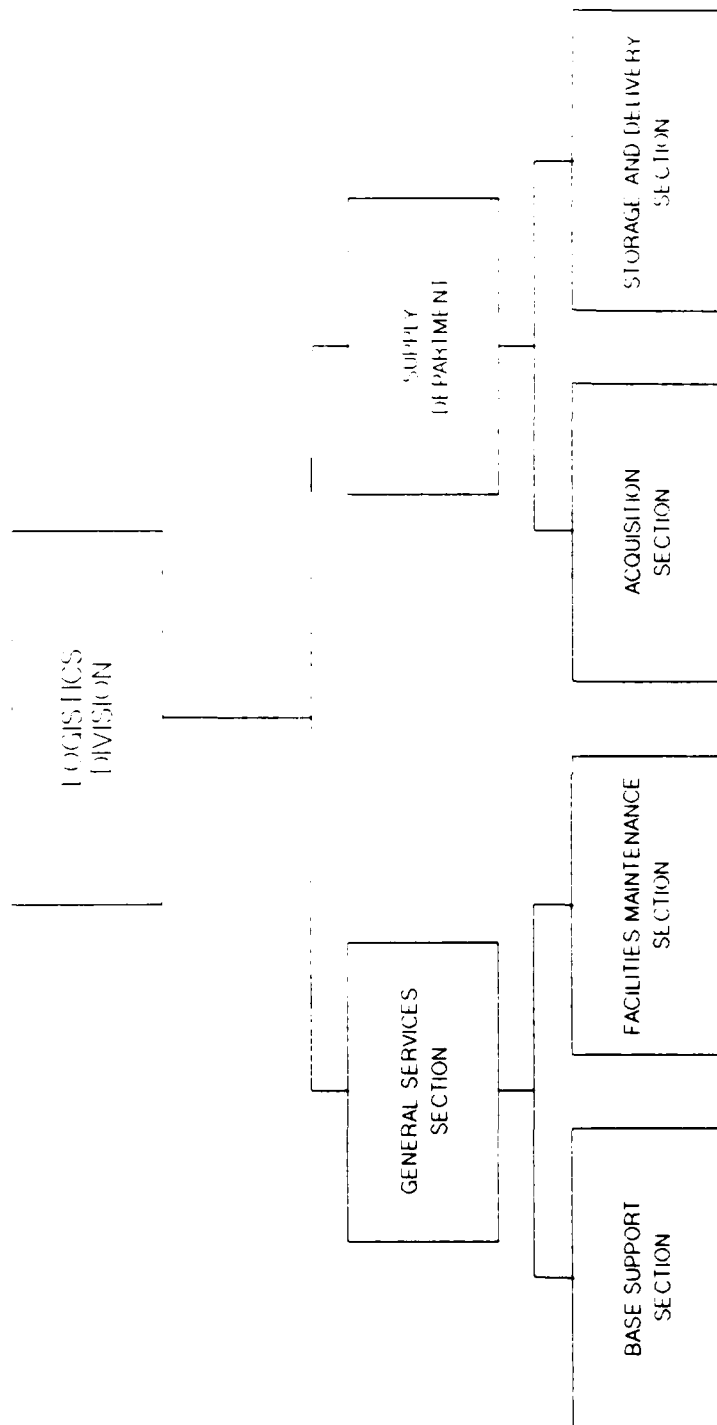 LOGISTICS
DIVISION
GENERAL SERVICES
SECTION
SUPPLY
DEPARTMENT
BASE SUPPORT
SECTION
FACILITIES MAINTENANCE
SECTION
ACQUISITION
SECTION
STORAGE AND DELIVERY
SECTION